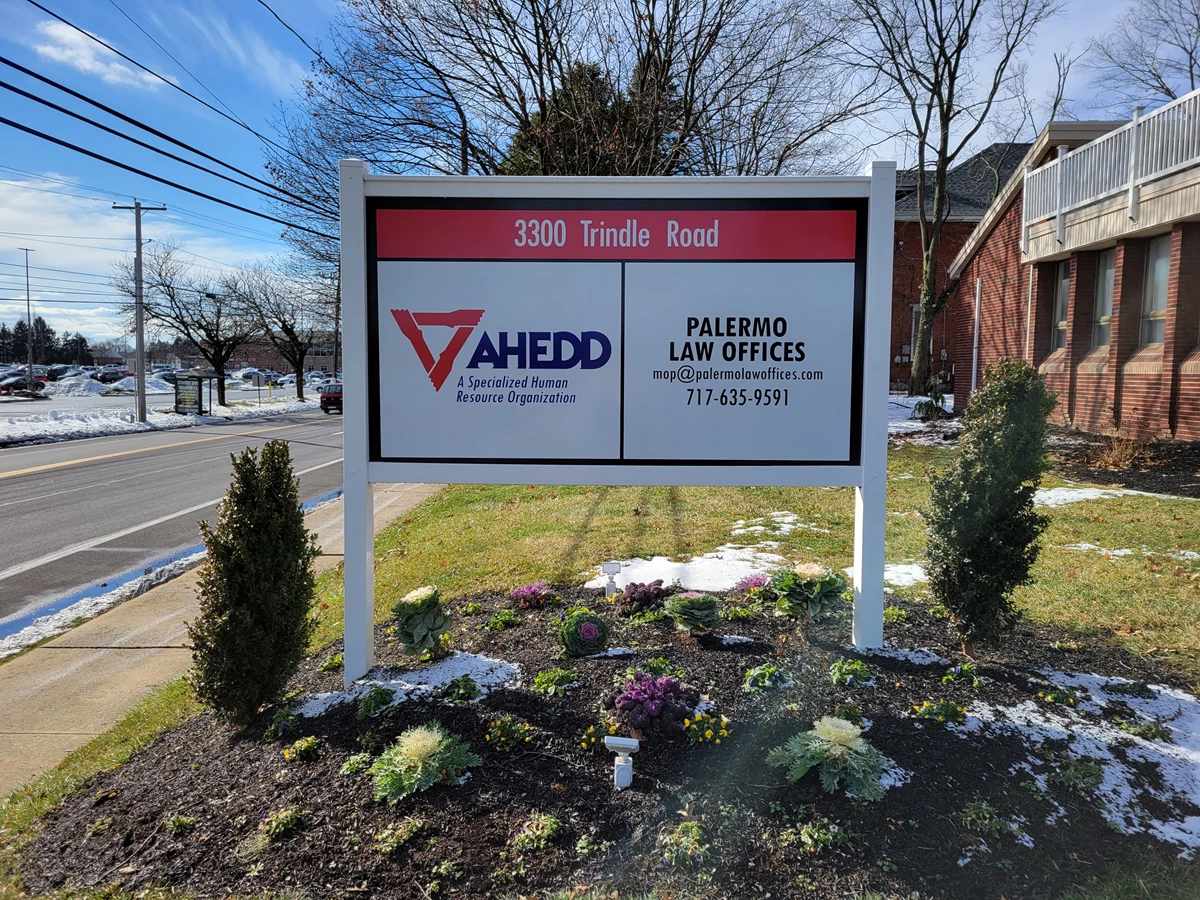 3300 Trindle Road
AHEDD
A Specialized Human
Resource Organization
PALERMO
LAW OFFICES
mop@palermolawoffices.com
717-635-9591